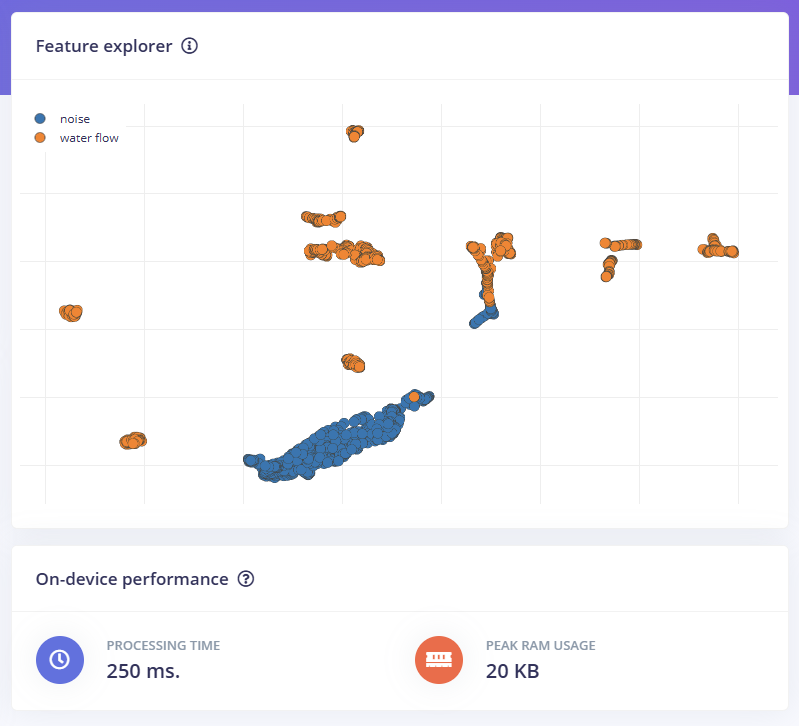 Feature explorer
noise
water flow
On-device performance
PROCESSING TIME
250 ms.
PEAK RAM USAGE
20 KB